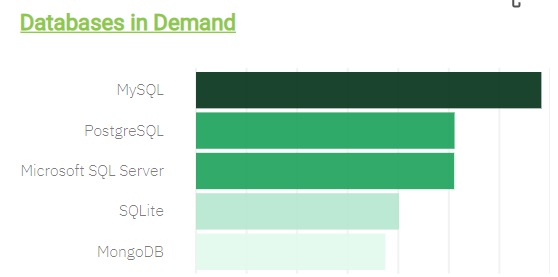 Databases in Demand
MySQL
PostgreSQL
Microsoft SQL Server
SQLite
MongoDB